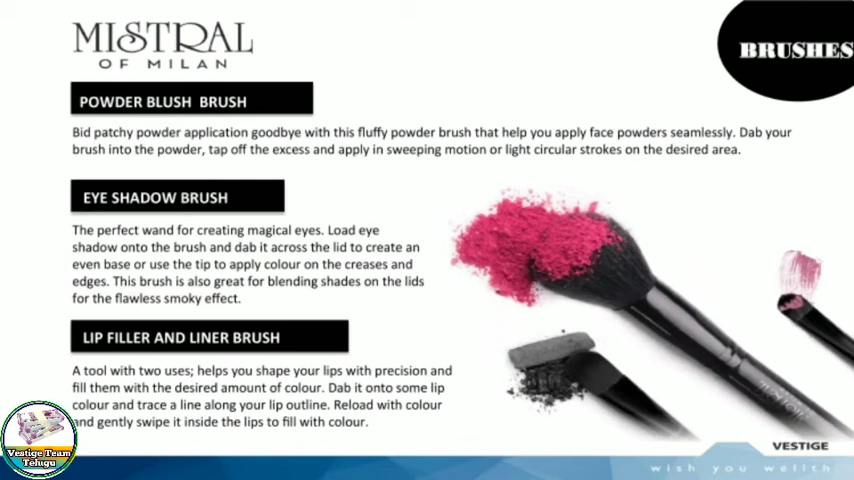 MISTRAL
OF MILAN
BRUSHES
POWDER BLUSH BRUSH
Bid patchy powder application goodbye with this fluffy powder brush that help you apply face powders seamlessly. Dab your
brush into the powder, tap off the excess and apply in sweeping motion or light circular strokes on the desired area.
EYE SHADOW BRUSH
The perfect wand for creating magical eyes. Load eye
shadow onto the brush and dab it across the lid to create an
even base or use the tip to apply colour on the creases and
edges. This brush is also great for blending shades on the lids
for the flawless smoky effect.
LIP FILLER AND LINER BRUSH
A tool with two uses; helps you shape your lips with precision and
fill them with the desired amount of colour. Dab it onto some lip
colour and trace a line along your lip outline. Reload with colour
and gently swipe it inside the lips to fill with colour.
Vestige Team
Telugu
VESTIGE
wish you wellth